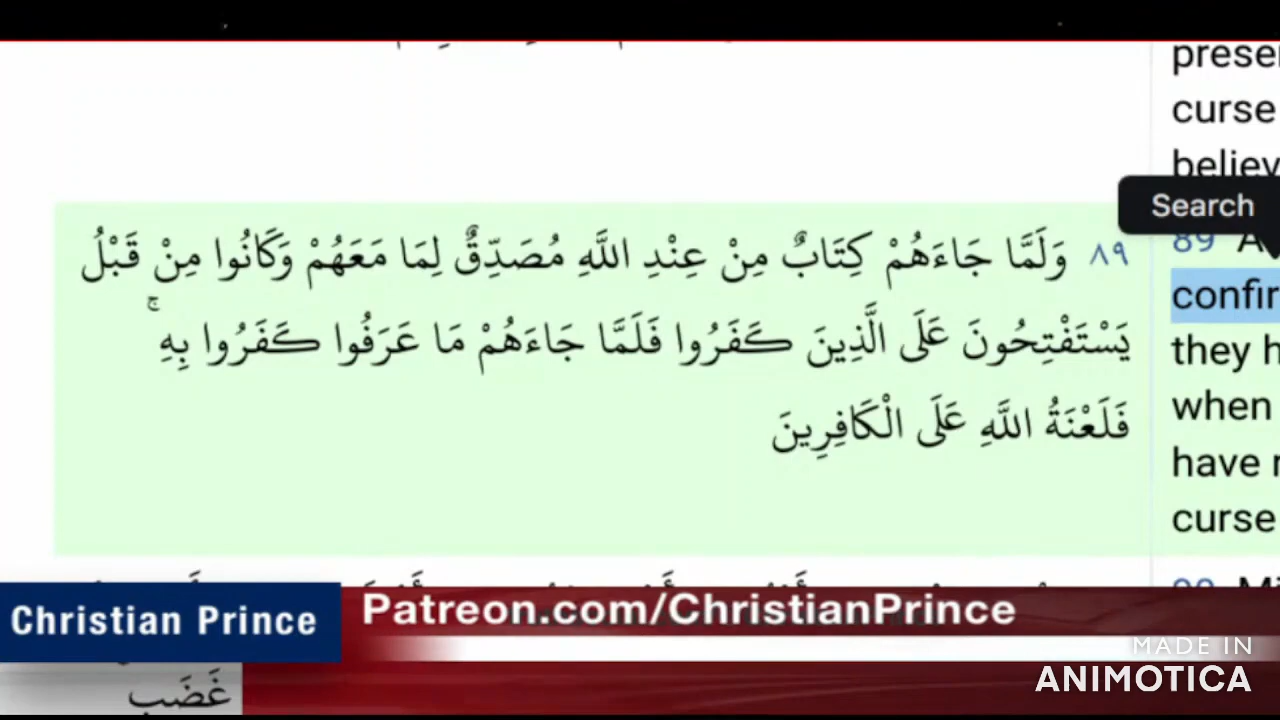 ٨٩ وَلَمَّا جَاءَهُمْ كِتَابٌ مِنْ عِنْدِ اللَّهِ مُصَدِّقٌ لِمَا مَعَهُمْ وَكَانُوا مِنْ قَبْلُ
يَسْتَفْتِحُونَ عَلَى الَّذِينَ كَفَرُوا فَلَمَّا جَاءَهُمْ مَا عَرَفُوا كَفَرُوا بِهِ ۚ
فَلَعْنَةُ اللَّهِ عَلَى الْكَافِرِينَ
غَضَبٍ
curse
Search
89
confir
they h
when
have
curse
Christian Prince
Patreon.com/ChristianPrince
MADE IN
ANIMOTICA